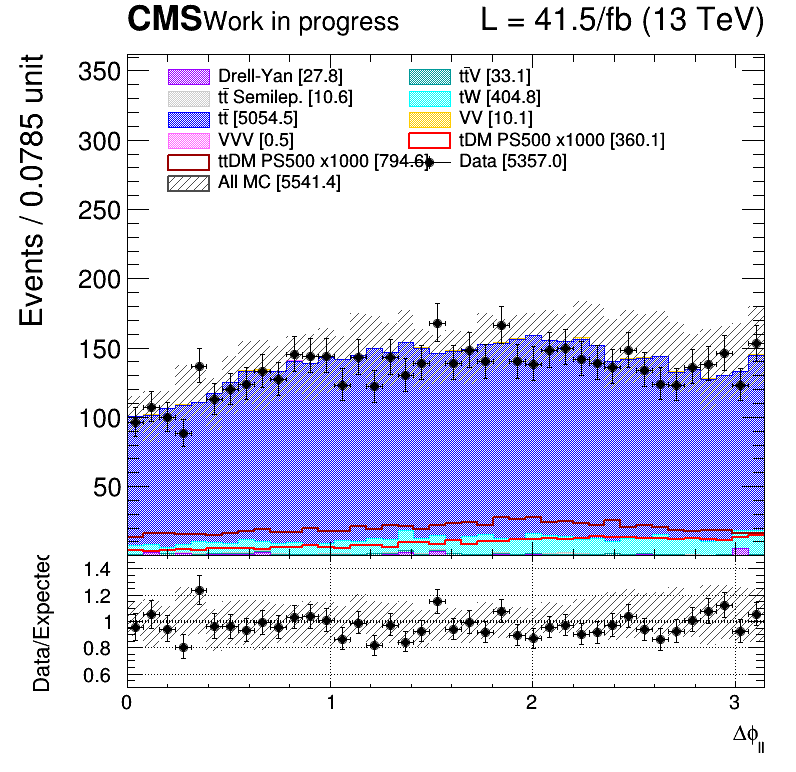 CMS Work in progress L = 41.5/fb (13 TeV)
Events / 0.0785 unit
350
300
250
200
150
100
50
Drell-Yan [27.8]
tt̄V [33.1]
tt̄ Semilep. [10.6]
tW [404.8]
tt̄ [5054.5]
VV [10.1]
VVV [0.5]
tDM PS500 x1000 [360.1]
ttDM PS500 x1000 [794.6]
Data [5357.0]
All MC [5541.4]
Data/Expected
1.4
1.2
1
0.8
0.6
0 1 2 3
Δϕll